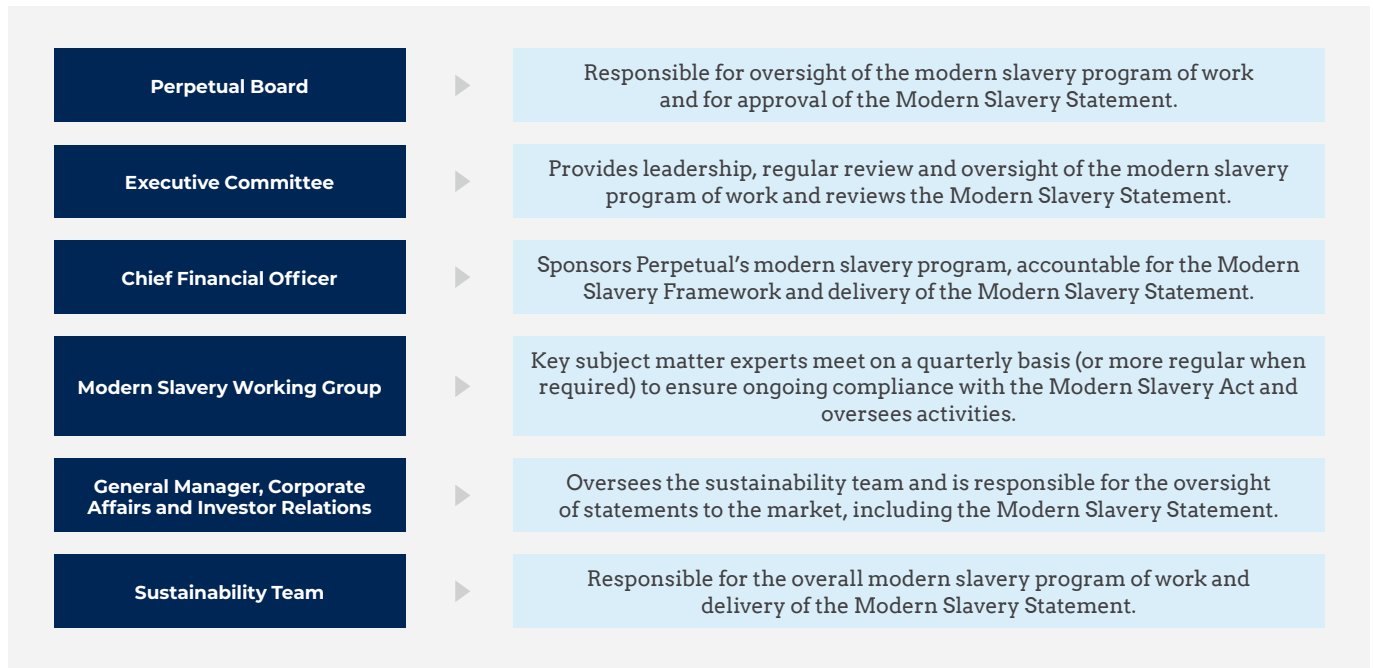 Perpetual Board
Responsible for oversight of the modern slavery program of work
and for approval of the Modern Slavery Statement.
Executive Committee
Provides leadership, regular review and oversight of the modern slavery
program of work and reviews the Modern Slavery Statement.
Chief Financial Officer
Sponsors Perpetual’s modern slavery program, accountable for the Modern
Slavery Framework and delivery of the Modern Slavery Statement.
Modern Slavery Working Group
Key subject matter experts meet on a quarterly basis (or more regular when
required) to ensure ongoing compliance with the Modern Slavery Act and
oversees activities.
General Manager, Corporate
Affairs and Investor Relations
Oversees the sustainability team and is responsible for the oversight
of statements to the market, including the Modern Slavery Statement.
Sustainability Team
Responsible for the overall modern slavery program of work and
delivery of the Modern Slavery Statement.